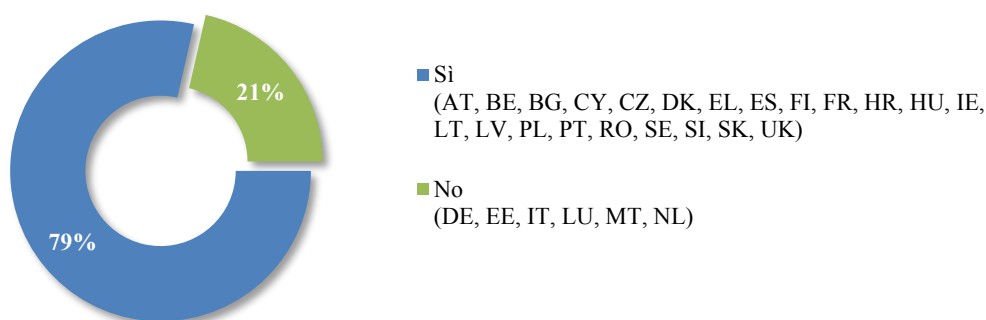 21%
79%
Sì
(AT, BE, BG, CY, CZ, DK, EL, ES, FI, FR, HR, HU, IE,
LT, LV, PL, PT, RO, SE, SI, SK, UK)
No
(DE, EE, IT, LU, MT, NL)